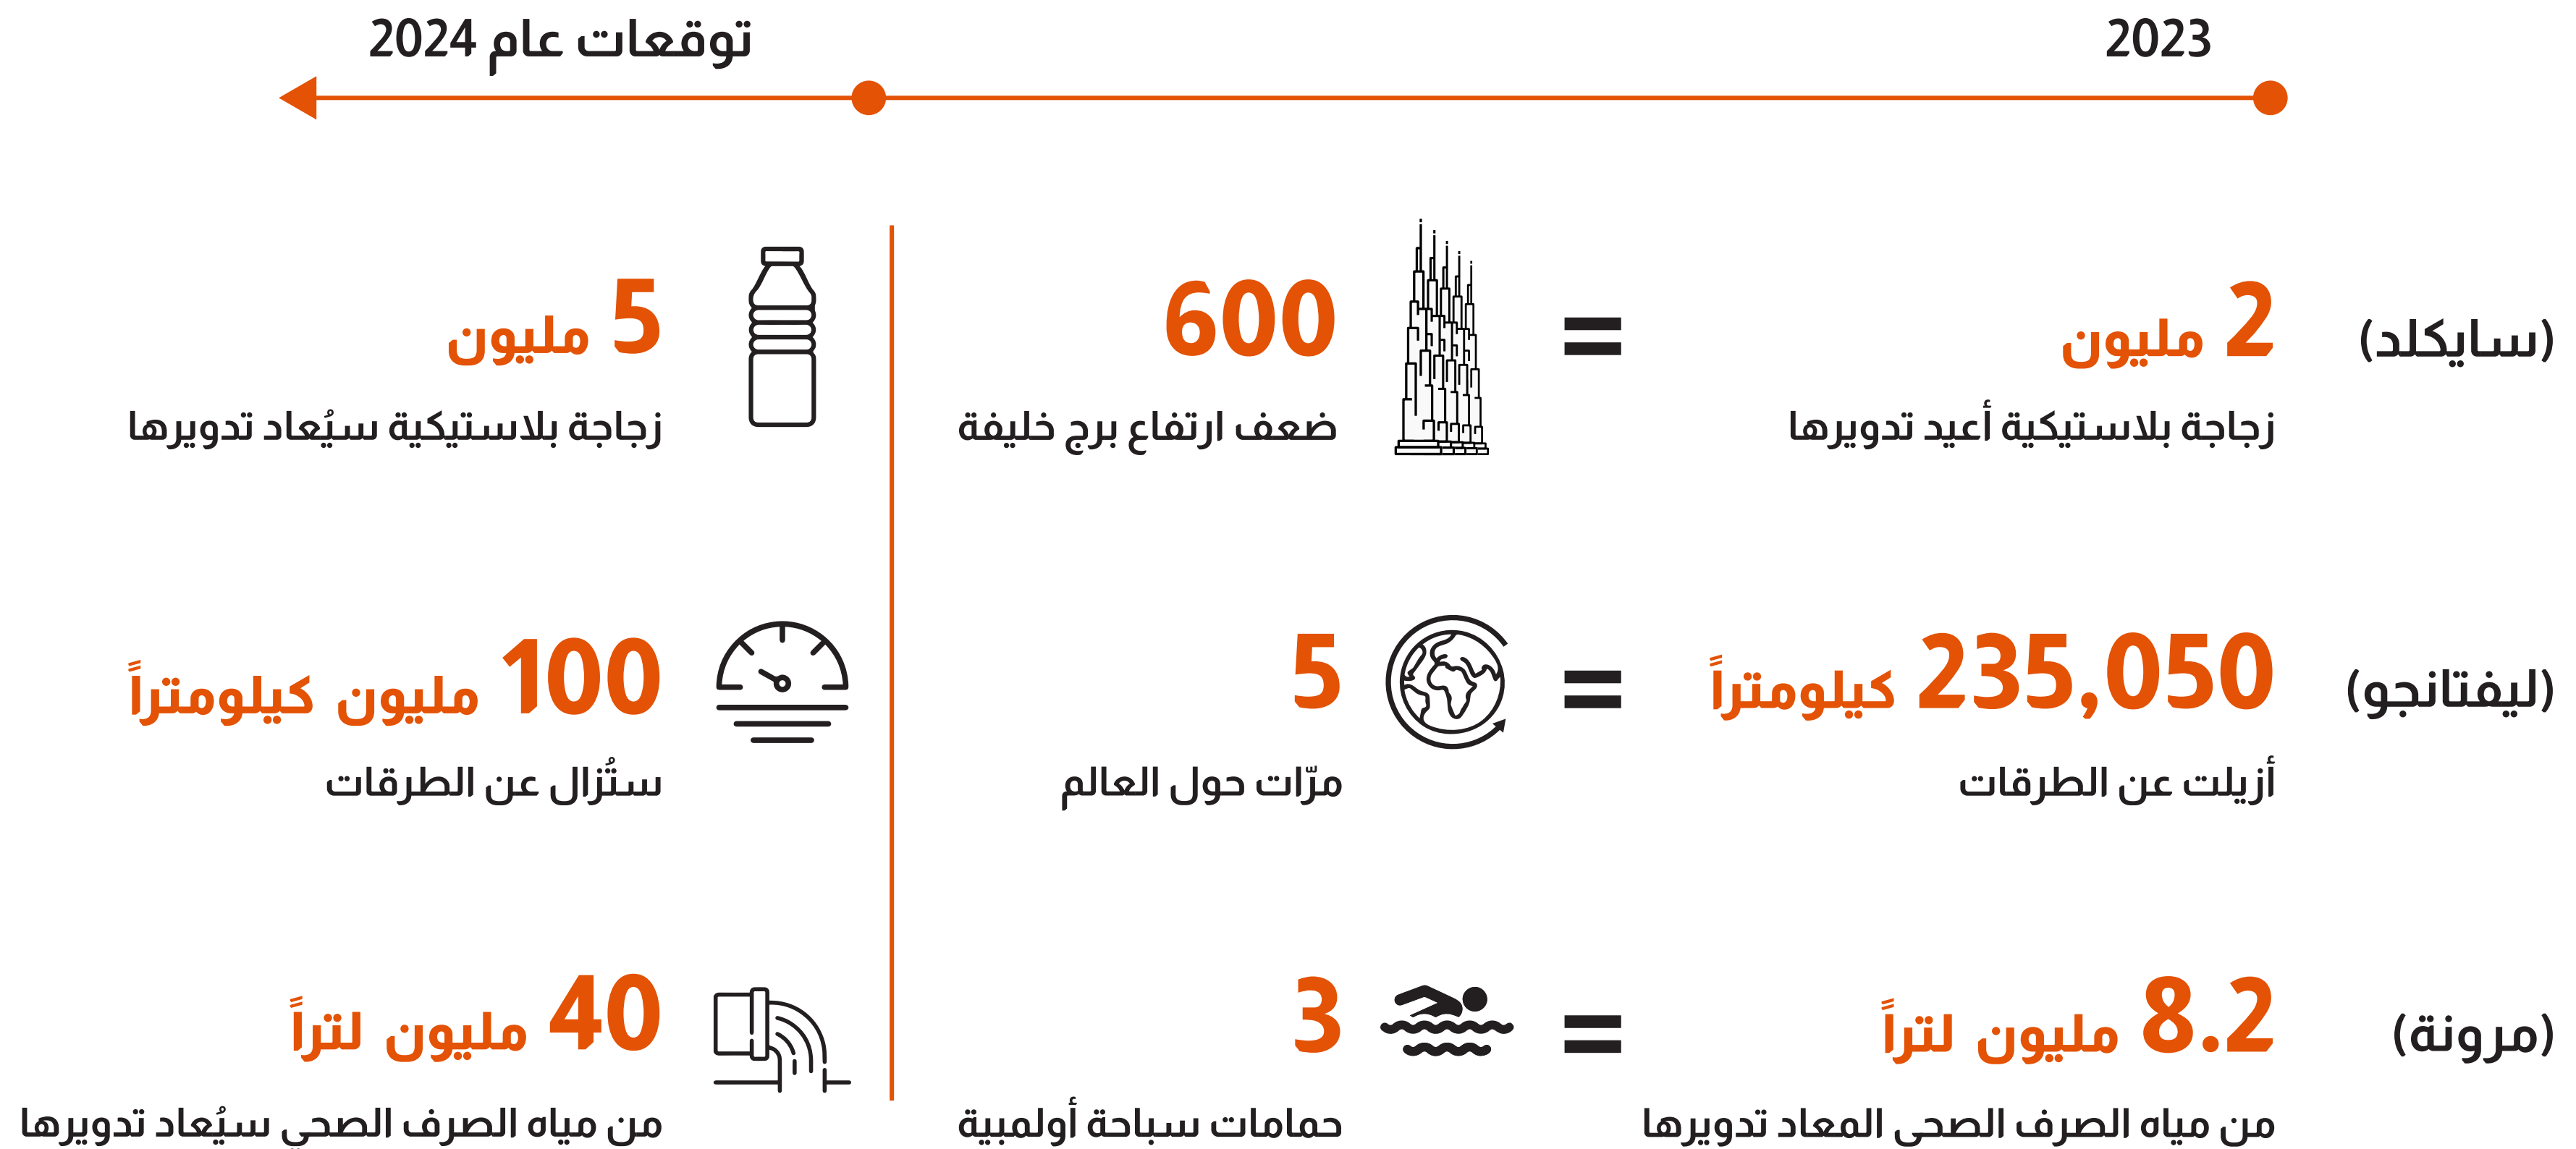 2023
توقعات عام 2024
(سايكلد)
2 مليون
زجاجة بلاستيكية أعيد تدويرها
=
600
ضعف ارتفاع برج خليفة
5 مليون
زجاجة بلاستيكية سيُعاد تدويرها
(ليفتانجو)
235,050 كيلومتراً
أزيلت عن الطرقات
=
5
مرّات حول العالم
100 مليون كيلومتراً
ستُزال عن الطرقات
(مرونة)
8.2 مليون لتراً
من مياه الصرف الصحى المعاد تدويرها
=
3
حمامات سباحة أولمبية
40 مليون لتراً
من مياه الصرف الصحي سيُعاد تدويرها